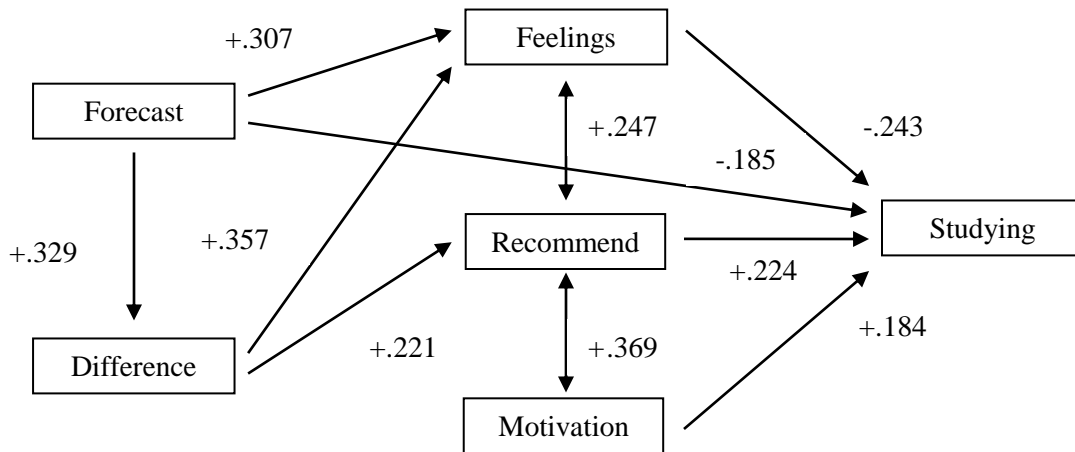 Feelings
+.307
Forecast
+.247
-.243
-.185
Recommend
Studying
+.329
+.357
+.224
+.184
Difference
+.221
+.369
Motivation